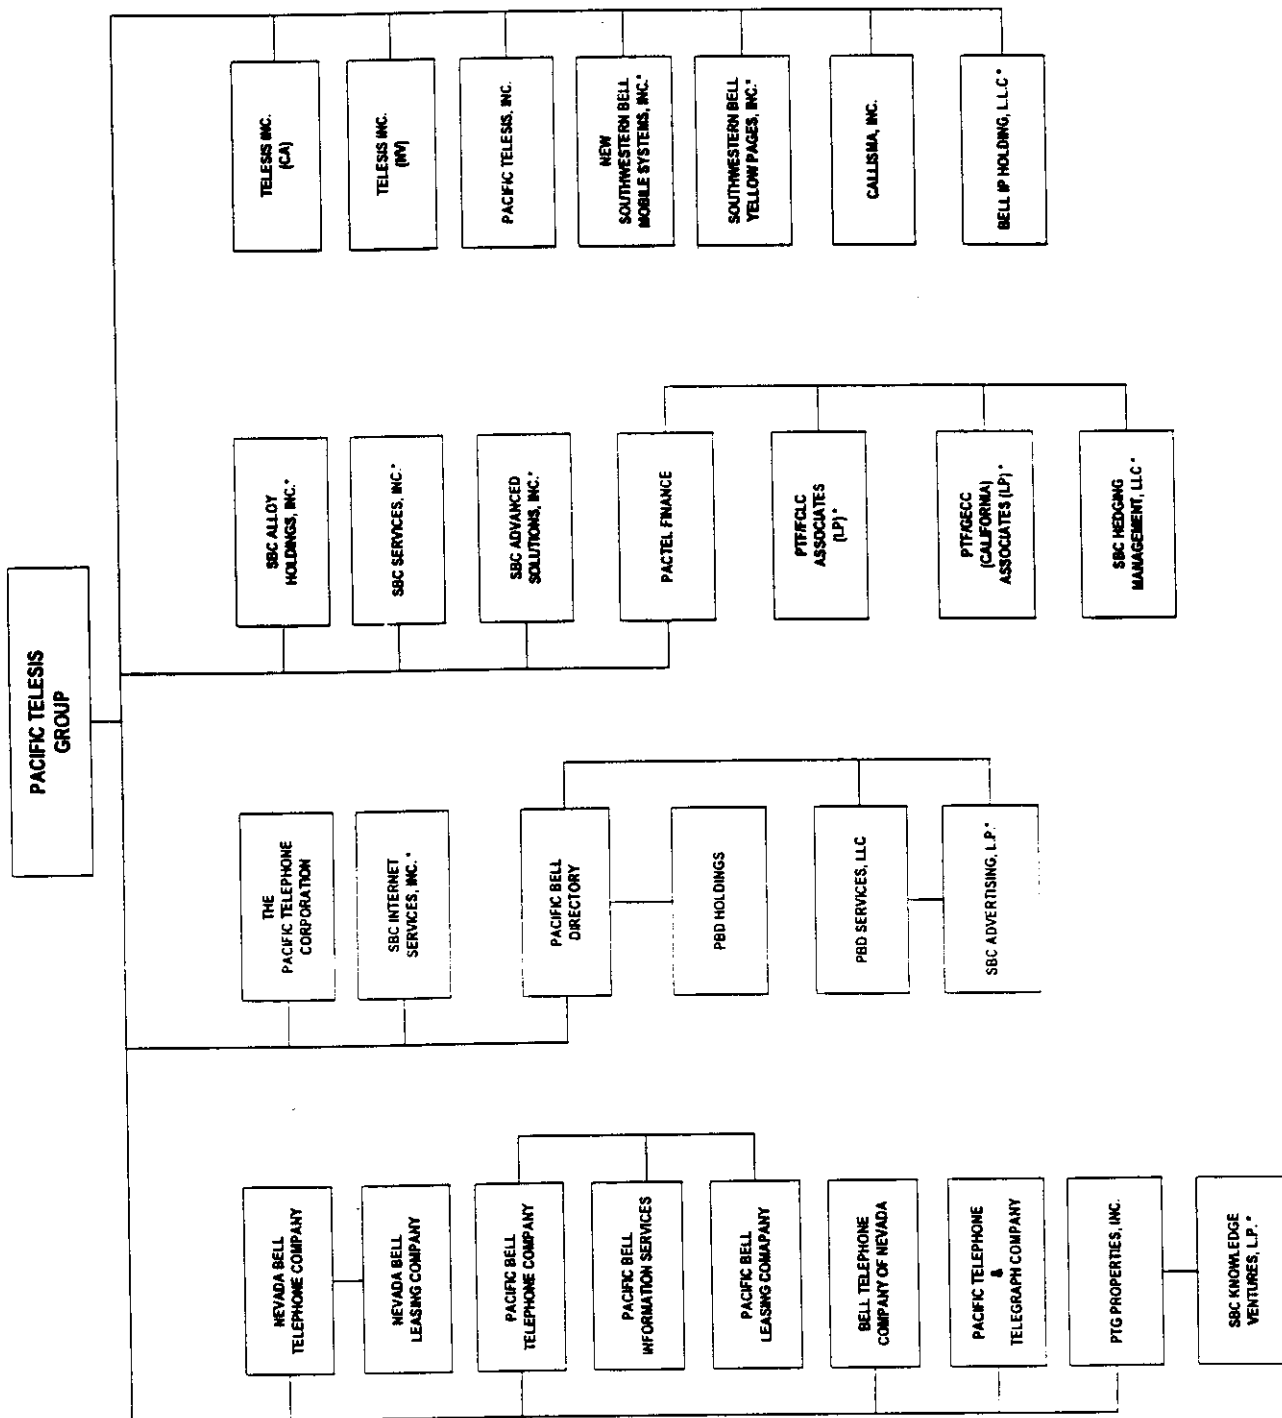 PACIFIC TELESIS
GROUP
NEVADA BELL
TELEPHONE COMPANY
NEVADA BELL
LEASING COMPANY
PACIFIC BELL
TELEPHONE COMPANY
PACIFIC BELL
INFORMATION SERVICES
PACIFIC BELL
LEASING COMAPANY
BELL TELEPHONE
COMPANY OF NEVADA
PACIFIC TELEPHONE
&
TELEGRAPH COMPANY
PTG PROPERTIES, INC.
SBC KNOWLEDGE
VENTURES, L.P. *
THE
PACIFIC TELEPHONE
CORPORATION
SBC INTERNET
SERVICES, INC. *
PACIFIC BELL
DIRECTORY
PBD HOLDINGS
PBD SERVICES, LLC
SBC ADVERTISING, L.P.*
SBC ALLOY
HOLDINGS, INC.*
SBC SERVICES, INC.*
SBC ADVANCED
SOLUTIONS, INC.*
PACTEL FINANCE
PTF/FCLC
ASSOCIATES
(LP) *
PTF/GECC
(CALIFORNIA)
ASSOCIATES (LP) *
SBC HEDGING
MANAGEMENT, LLC *
TELESIS INC.
(CA)
TELESIS INC.
(NV)
PACIFIC TELESIS, INC.
NEW
SOUTHWESTERN BELL
MOBILE SYSTEMS, INC.*
SOUTHWESTERN BELL
YELLOW PAGES, INC.*
CALLISMA, INC.
BELL IP HOLDING, L.L.C *